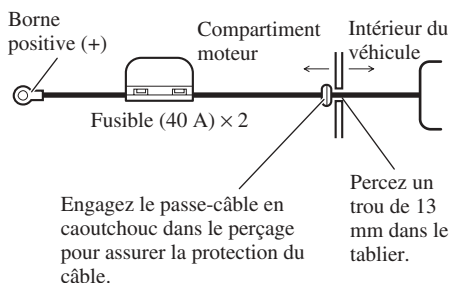 Borne
positive (+)
Compartiment
moteur
Intérieur du
véhicule
Fusible (40 A) × 2
Engagez le passe-câble en
caoutchouc dans le perçage
pour assurer la protection du
câble.
Percez un
trou de 13
mm dans le
tablier.